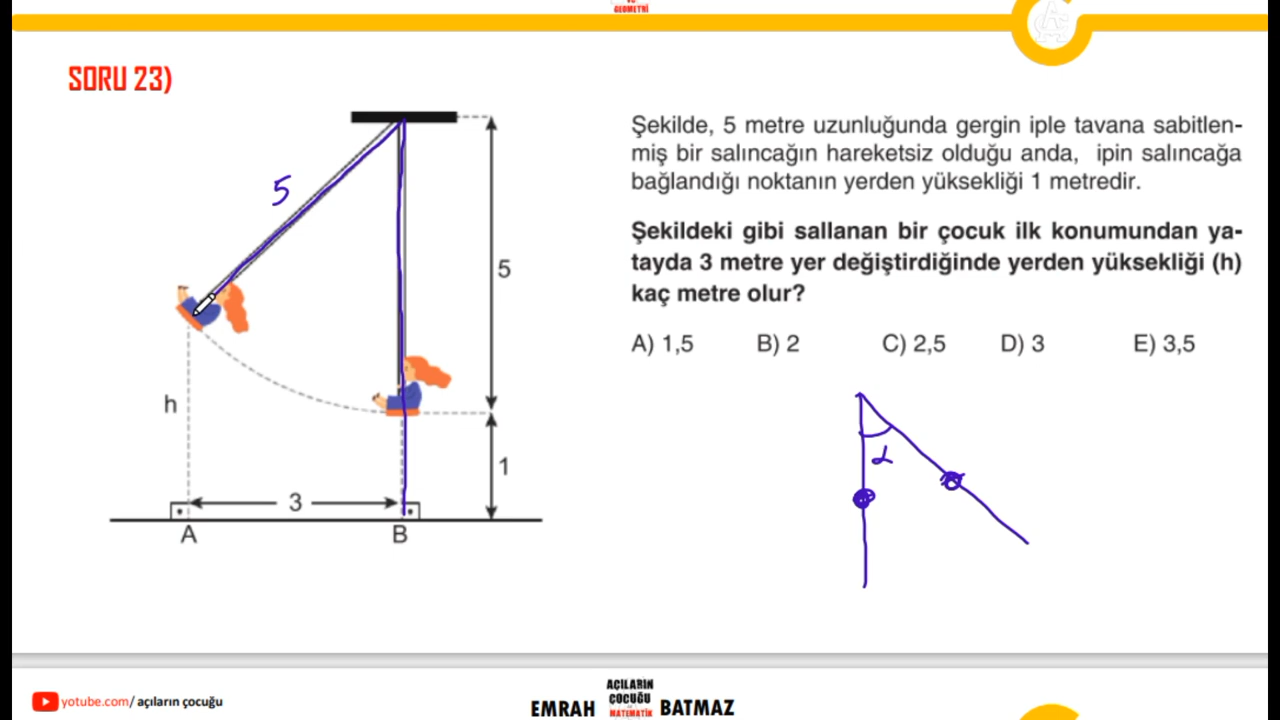 GEOMETRİ
SORU 23)
Şekilde, 5 metre uzunluğunda gergin iple tavana sabitlen-
miş bir salıncağın hareketsiz olduğu anda, ipin salıncağa
bağlandığı noktanın yerden yüksekliği 1 metredir.
Şekildeki gibi sallanan bir çocuk ilk konumundan ya-
tayda 3 metre yer değiştirdiğinde yerden yüksekliği (h)
kaç metre olur?
A) 1,5 B) 2 C) 2,5 D) 3 E) 3,5
5
5
h
1
3
A B
α
yotube.com/ açıların çocuğu
EMRAH
AÇILARIN
ÇOCUĞU
MATEMATİK
BATMAZ